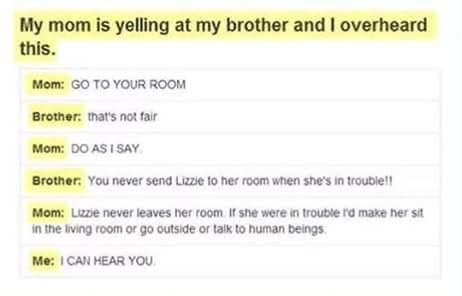 My mom is yelling at my brother and I overheard
this.
Mom: GO TO YOUR ROOM
Brother: that's not fair
Mom: DO AS I SAY.
Brother: You never send Lizzie to her room when she's in trouble!!
Mom: Lizzie never leaves her room. If she were in trouble I'd make her sit
in the living room or go outside or talk to human beings.
Me: I CAN HEAR YOU.